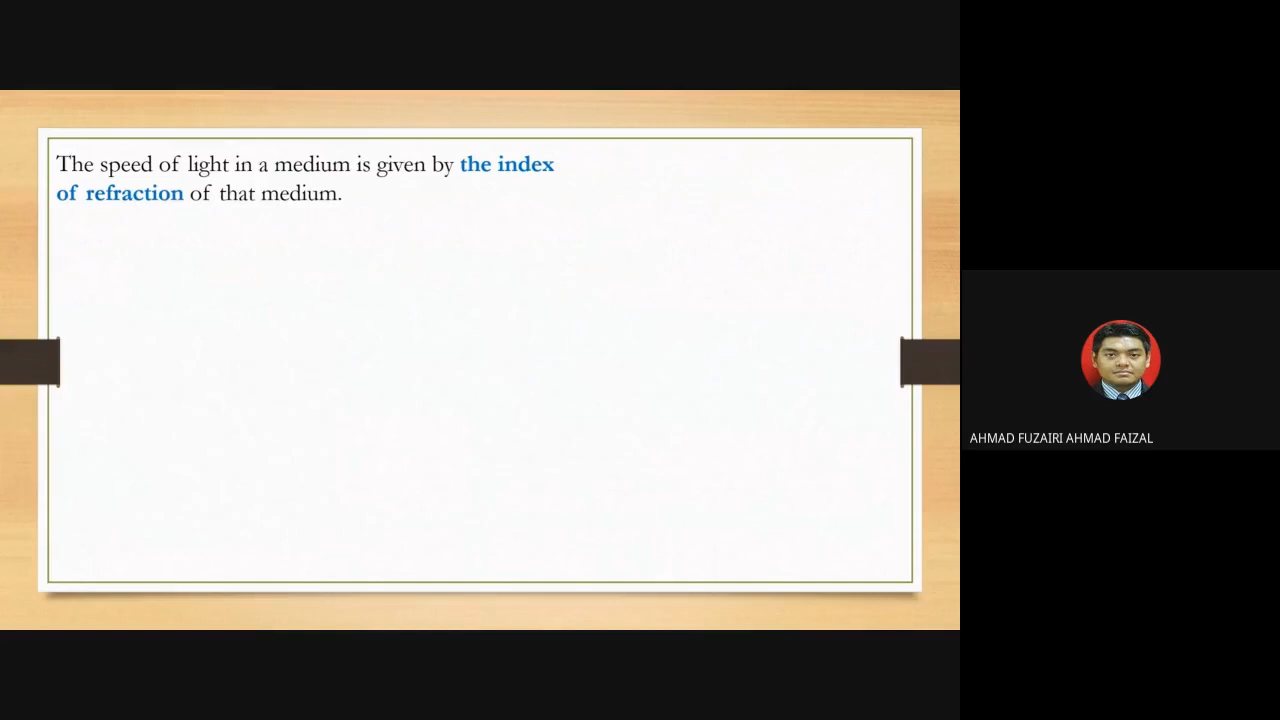 The speed of light in a medium is given by the index
of refraction of that medium.
AHMAD FUZAIRI AHMAD FAIZAL